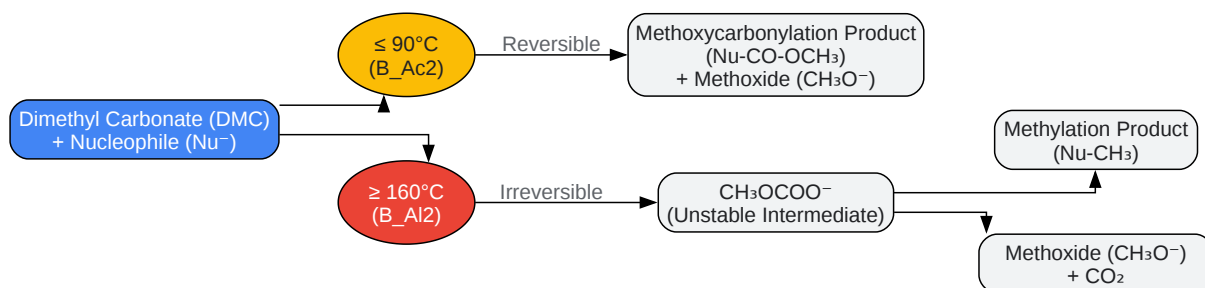 Dimethyl Carbonate (DMC)
+ Nucleophile (Nu⁻)
≤ 90°C
(B_Ac2)
Reversible
Methoxycarbonylation Product
(Nu-CO-OCH₃)
+ Methoxide (CH₃O⁻)
≥ 160°C
(B_Al2)
Irreversible
CH₃OCOO⁻
(Unstable Intermediate)
Methylation Product
(Nu-CH₃)
Methoxide (CH₃O⁻)
+ CO₂